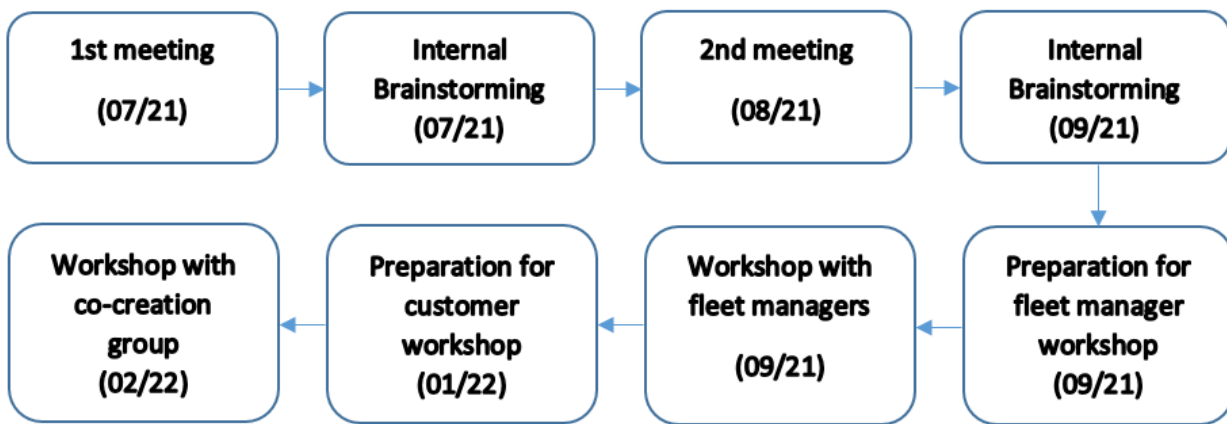 1st meeting
(07/21)
Internal
Brainstorming
(07/21)
2nd meeting
(08/21)
Internal
Brainstorming
(09/21)
Preparation for
fleet manager
workshop
(09/21)
Workshop with
fleet managers
(09/21)
Preparation for
customer
workshop
(01/22)
Workshop with
co-creation
group
(02/22)